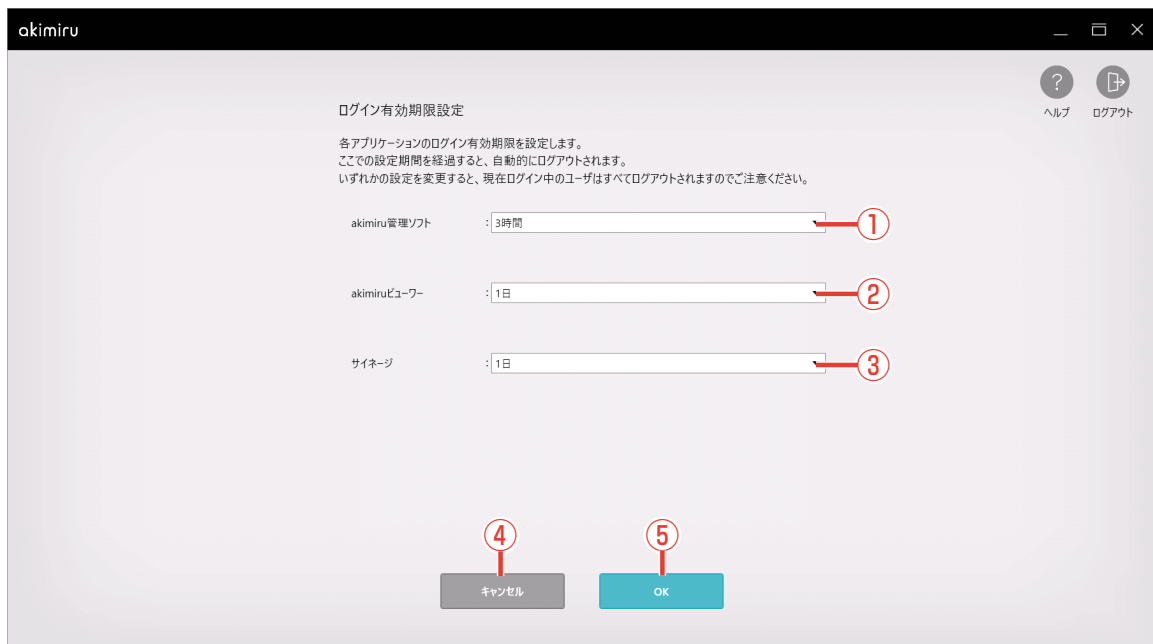 akimiru
ヘルプ ログアウト
ログイン有効期限設定
各アプリケーションのログイン有効期限を設定します。
ここでの設定期間を経過すると、自動的にログアウトされます。
いずれかの設定を変更すると、現在ログイン中のユーザはすべてログアウトされますのでご注意ください。
akimiru管理ソフト : 3時間 ①
akimiruビューワー : 1日 ②
サイネージ : 1日 ③
④ ⑤
キャンセル OK